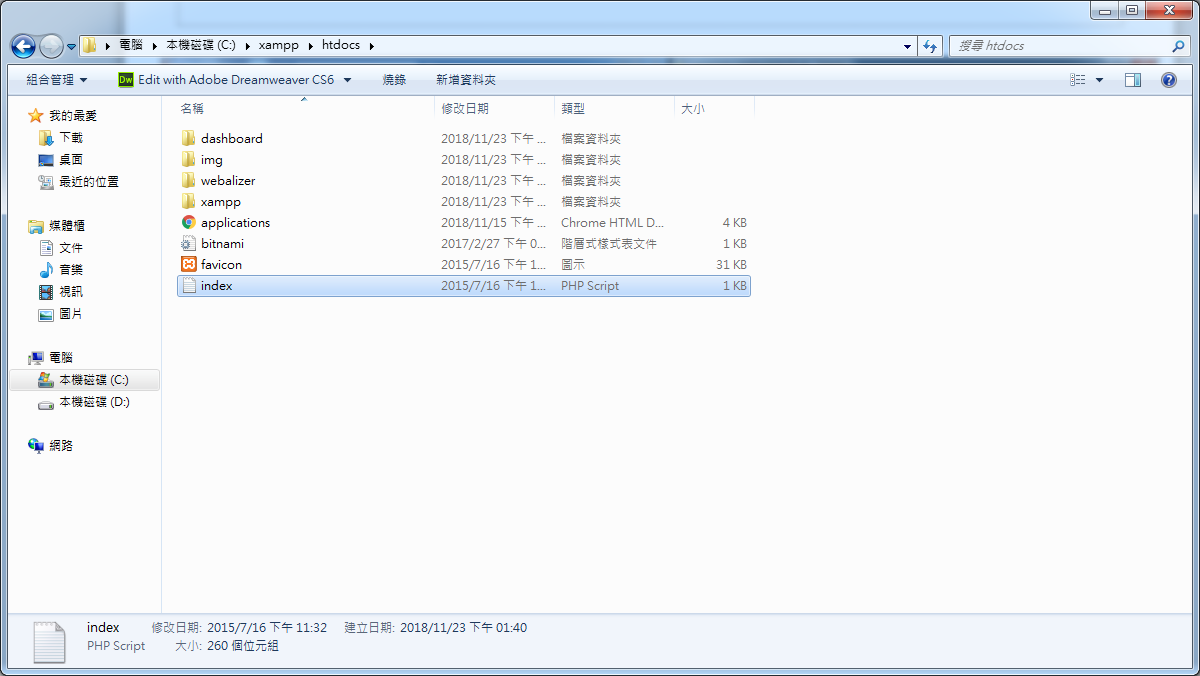 電腦 本機磁碟 (C:) xampp htdocs 搜尋 htdocs
組合管理 Dw Edit with Adobe Dreamweaver CS6 燒錄 新增資料夾
我的最愛
下載
桌面
最近的位置
媒體櫃
文件
音樂
視訊
圖片
電腦
本機磁碟 (C:)
本機磁碟 (D:)
網路
名稱 修改日期 類型 大小
dashboard 2018/11/23 下午 ... 檔案資料夾
img 2018/11/23 下午 ... 檔案資料夾
webalizer 2018/11/23 下午 ... 檔案資料夾
xampp 2018/11/23 下午 ... 檔案資料夾
applications 2018/11/15 下午 ... Chrome HTML D... 4 KB
bitnami 2017/2/27 下午 0... 階層式樣式表文件 1 KB
favicon 2015/7/16 下午 1... 圖示 31 KB
index 2015/7/16 下午 1... PHP Script 1 KB
index 修改日期: 2015/7/16 下午 11:32 建立日期: 2018/11/23 下午 01:40
PHP Script 大小: 260 個位元組